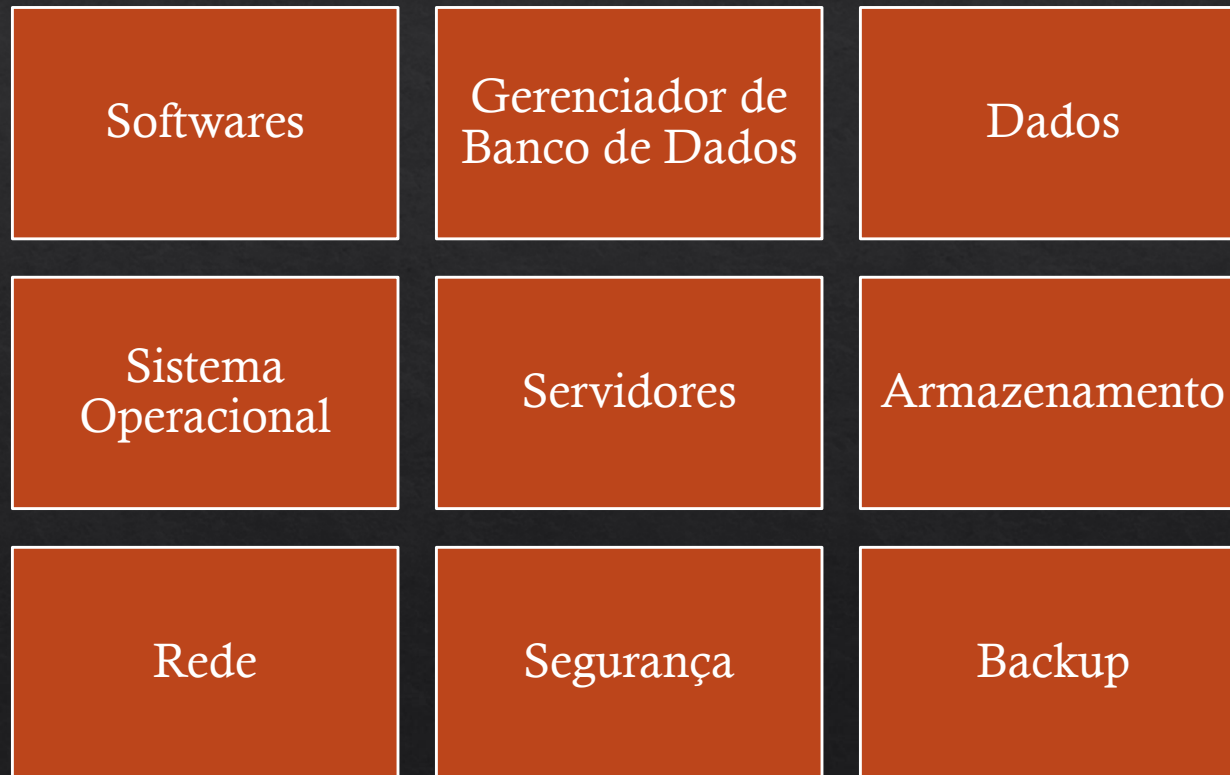 Softwares
Gerenciador de
Banco de Dados
Dados
Sistema
Operacional
Servidores
Armazenamento
Rede
Segurança
Backup